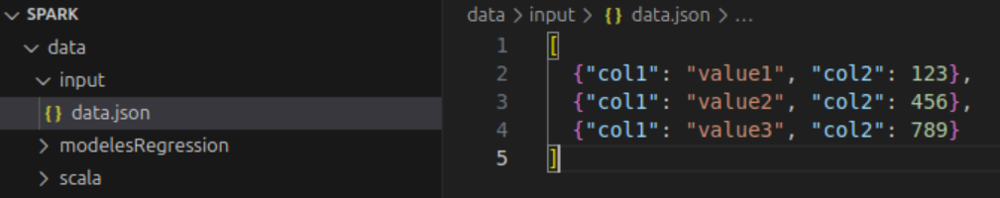 SPARK
data
input
{} data.json
modelesRegression
scala
data > input > {} data.json > ...
1 [
2 {"col1": "value1", "col2": 123},
3 {"col1": "value2", "col2": 456},
4 {"col1": "value3", "col2": 789}
5 ]